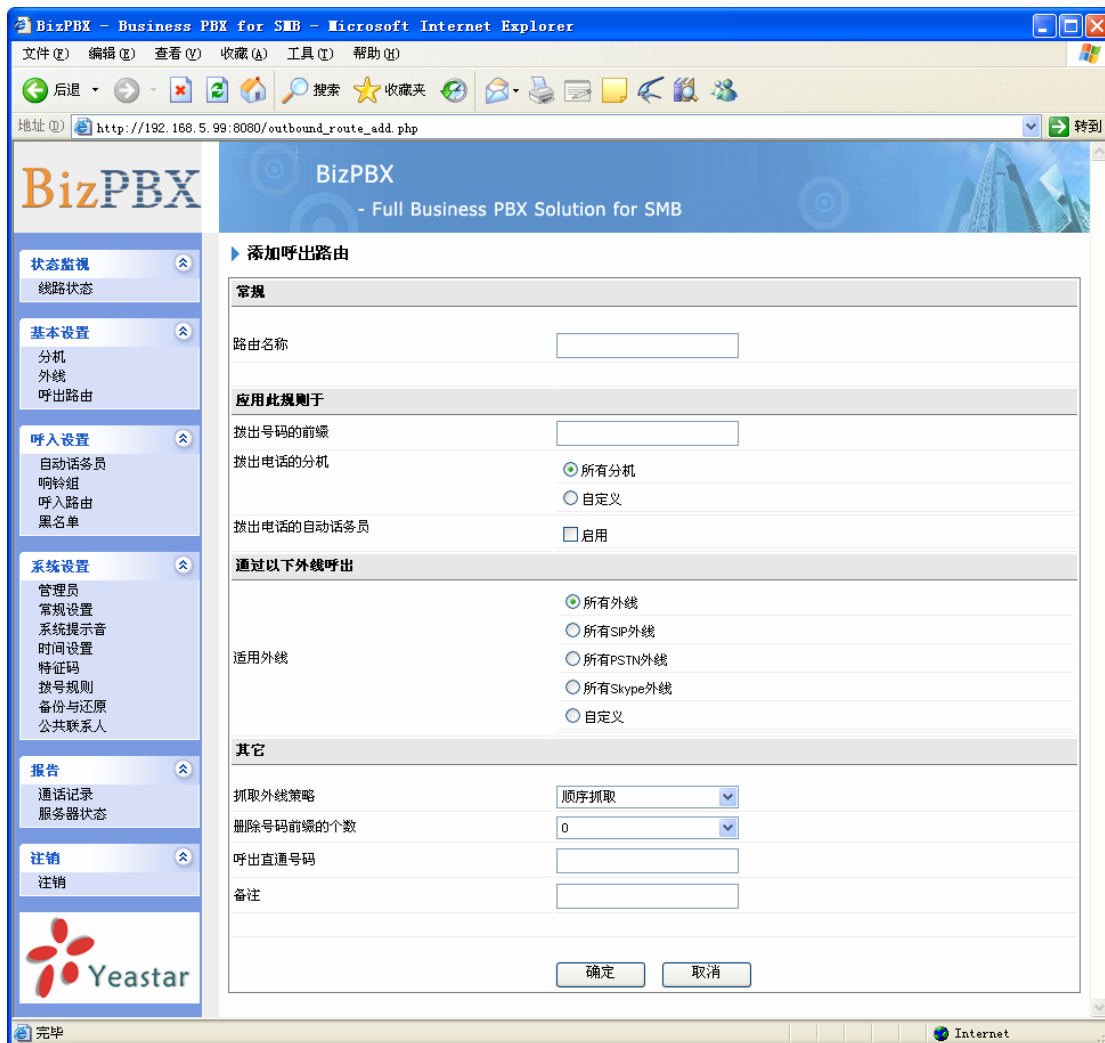 BizPBX - Business PBX for SMB - Microsoft Internet Explorer
文件(F) 编辑(E) 查看(V) 收藏(A) 工具(T) 帮助(H)
后退 搜索 收藏夹
地址(D) http://192.168.5.99:8080/outbound_route_add.php 转到
BizPBX
BizPBX
- Full Business PBX Solution for SMB
状态监视
线路状态
基本设置
分机
外线
呼出路由
呼入设置
自动话务员
响铃组
呼入路由
黑名单
系统设置
管理员
常规设置
系统提示音
时间设置
特征码
拨号规则
备份与还原
公共联系人
报告
通话记录
服务器状态
注销
注销
Yeastar
添加呼出路由
常规
路由名称
应用此规则于
拨出号码的前缀
拨出电话的分机
所有分机
自定义
拨出电话的自动话务员
启用
通过以下外线呼出
适用外线
所有外线
所有SIP外线
所有PSTN外线
所有Skype外线
自定义
其它
抓取外线策略 顺序抓取
删除号码前缀的个数 0
呼出直通号码
备注
确定 取消
完毕 Internet